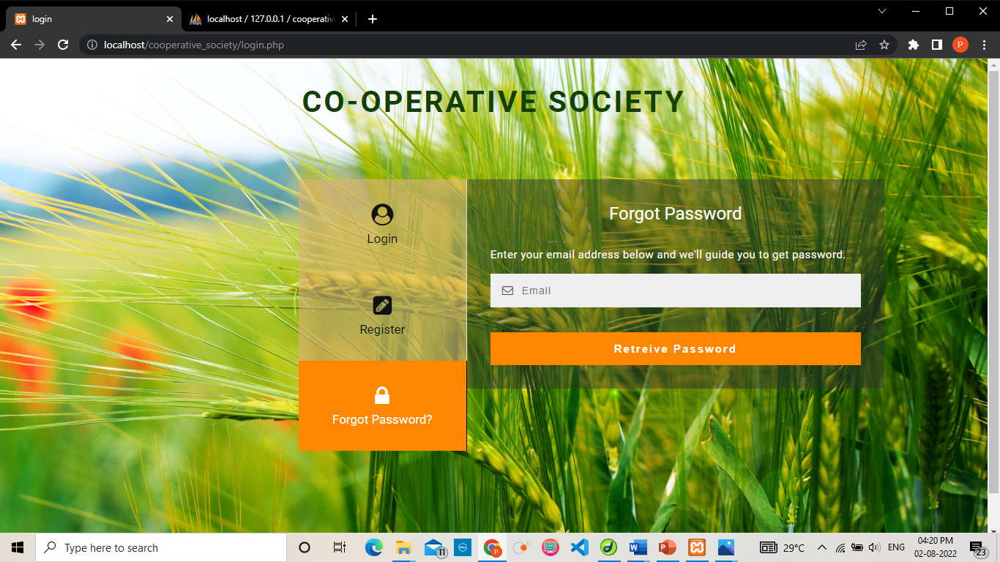 login
localhost / 127.0.0.1 / cooperative
localhost/cooperative_society/login.php
P
CO-OPERATIVE SOCIETY
Login
Register
Forgot Password?
Forgot Password
Enter your email address below and we'll guide you to get password.
Email
Retreive Password
Type here to search
11
P
29°C
ENG
04:20 PM
02-08-2022
23